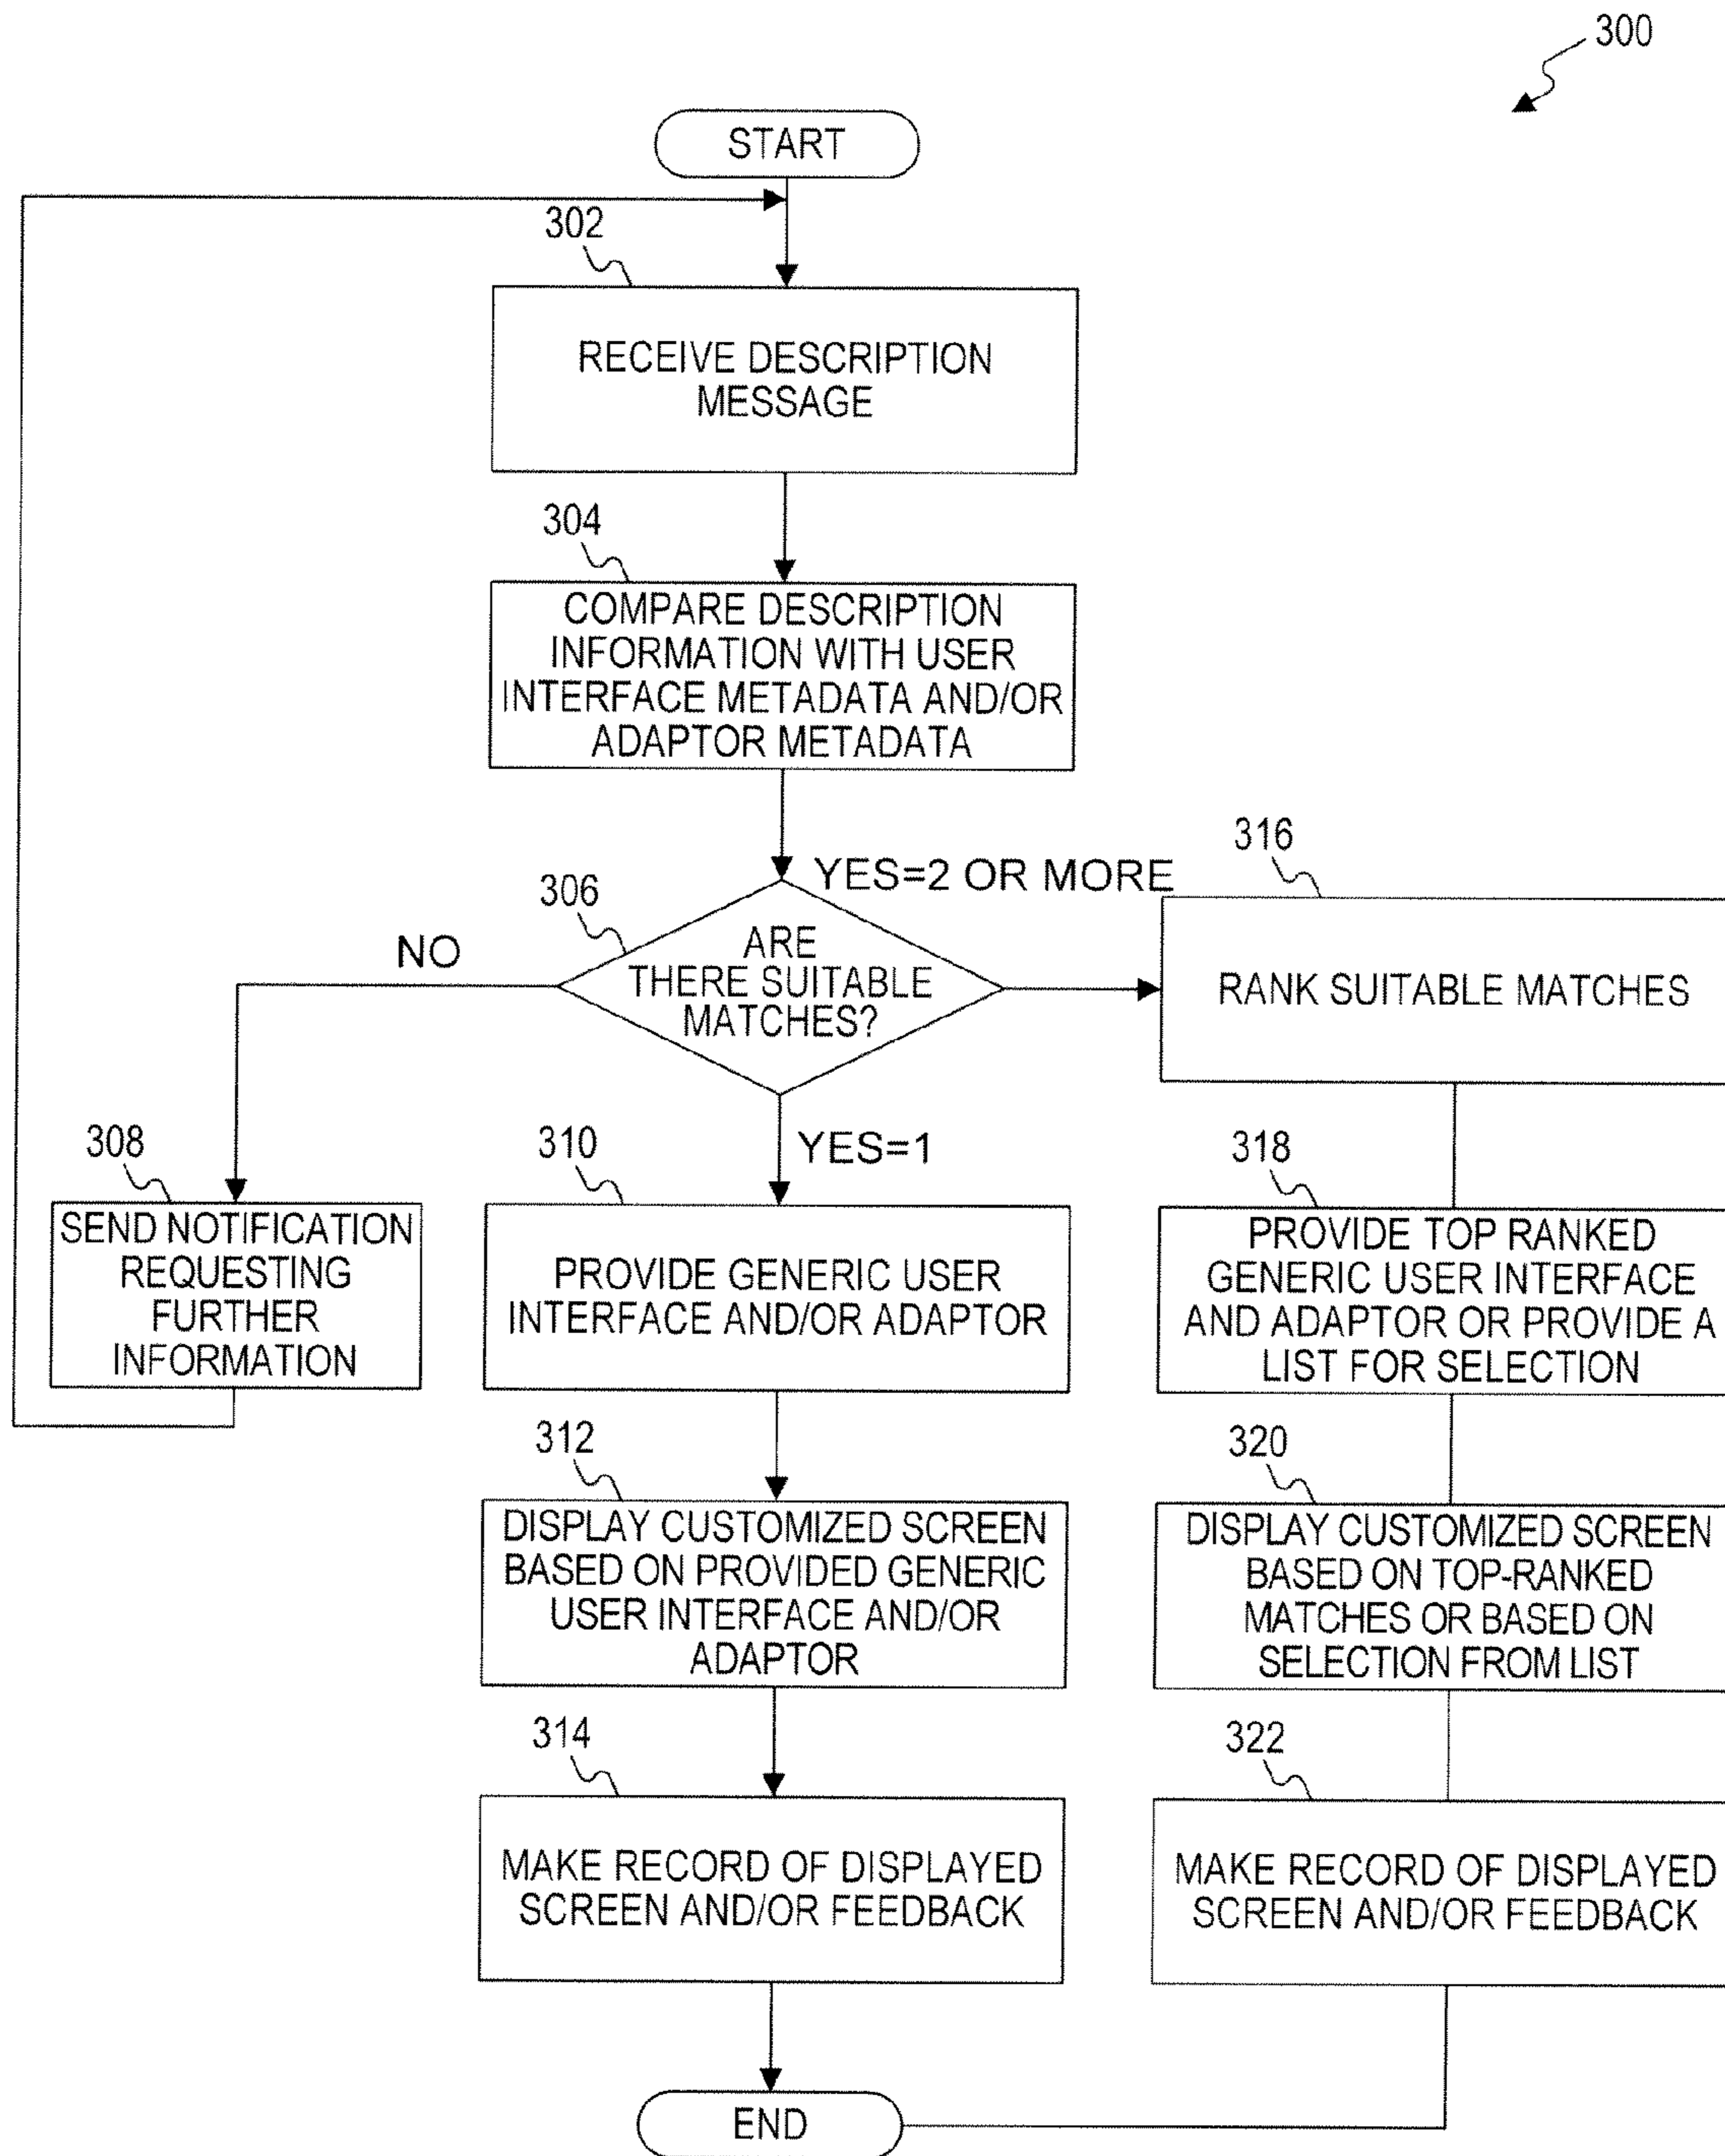 300
START
302
RECEIVE DESCRIPTION
MESSAGE
304
COMPARE DESCRIPTION
INFORMATION WITH USER
INTERFACE METADATA AND/OR
ADAPTOR METADATA
306
ARE
THERE SUITABLE
MATCHES?
NO
YES=2 OR MORE
YES=1
308
SEND NOTIFICATION
REQUESTING
FURTHER
INFORMATION
310
PROVIDE GENERIC USER
INTERFACE AND/OR ADAPTOR
312
DISPLAY CUSTOMIZED SCREEN
BASED ON PROVIDED GENERIC
USER INTERFACE AND/OR
ADAPTOR
314
MAKE RECORD OF DISPLAYED
SCREEN AND/OR FEEDBACK
316
RANK SUITABLE MATCHES
318
PROVIDE TOP RANKED
GENERIC USER INTERFACE
AND ADAPTOR OR PROVIDE A
LIST FOR SELECTION
320
DISPLAY CUSTOMIZED SCREEN
BASED ON TOP-RANKED
MATCHES OR BASED ON
SELECTION FROM LIST
322
MAKE RECORD OF DISPLAYED
SCREEN AND/OR FEEDBACK
END